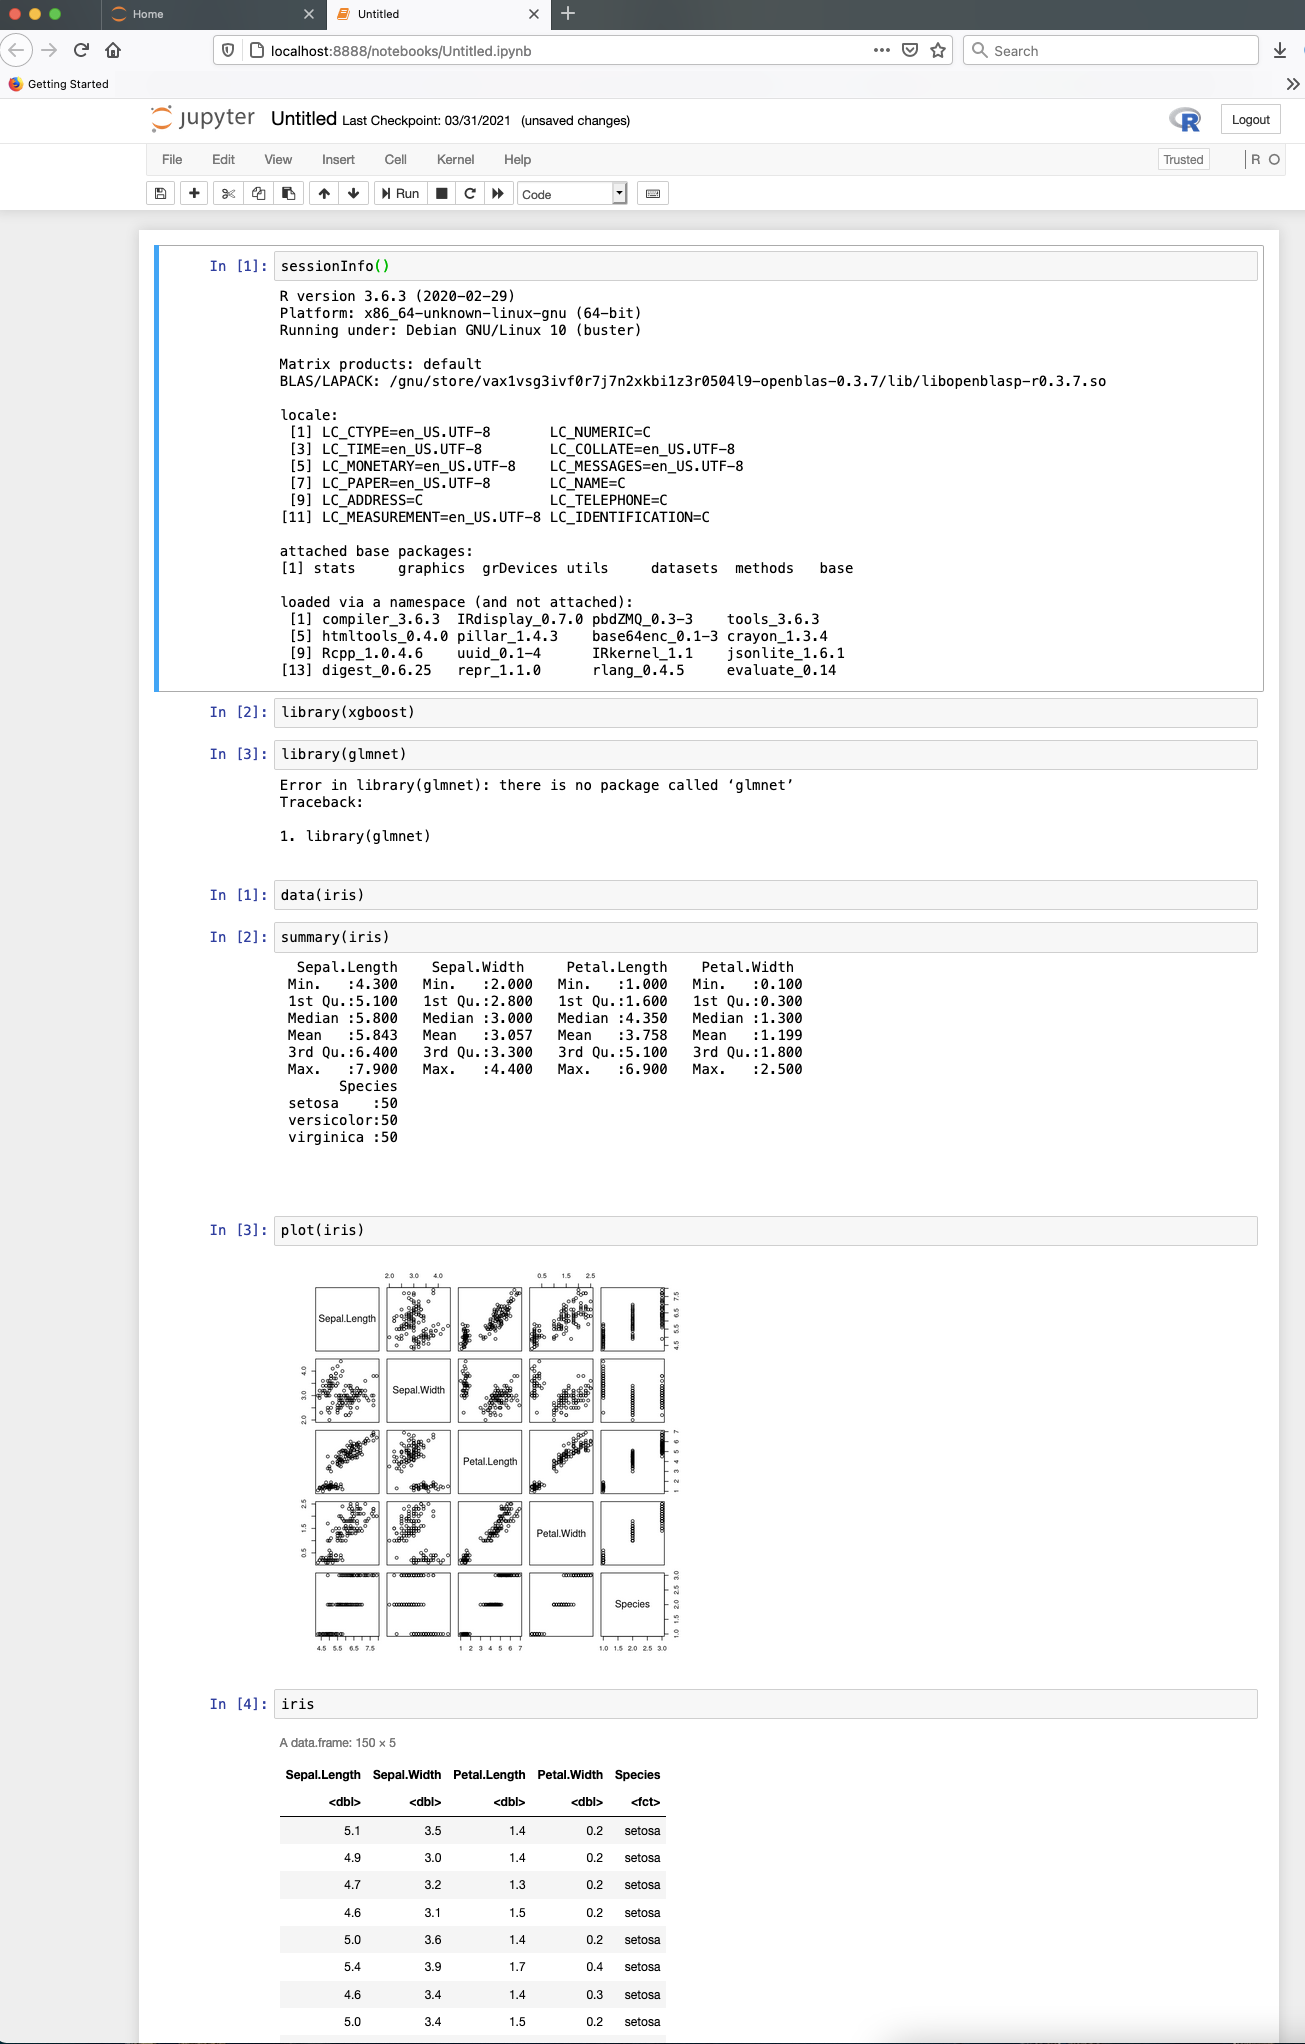 Home
Untitled
localhost:8888/notebooks/Untitled.ipynb
Search
Getting Started
jupyter Untitled Last Checkpoint: 03/31/2021 (unsaved changes)
R
Logout
File Edit View Insert Cell Kernel Help
Trusted
R
Run
Code
In [1]: sessionInfo()
R version 3.6.3 (2020-02-29)
Platform: x86_64-unknown-linux-gnu (64-bit)
Running under: Debian GNU/Linux 10 (buster)
Matrix products: default
BLAS/LAPACK: /gnu/store/vax1vsg3ivf0r7j7n2xkbi1z3r0504l9-openblas-0.3.7/lib/libopenblasp-r0.3.7.so
locale:
[1] LC_CTYPE=en_US.UTF-8 LC_NUMERIC=C
[3] LC_TIME=en_US.UTF-8 LC_COLLATE=en_US.UTF-8
[5] LC_MONETARY=en_US.UTF-8 LC_MESSAGES=en_US.UTF-8
[7] LC_PAPER=en_US.UTF-8 LC_NAME=C
[9] LC_ADDRESS=C LC_TELEPHONE=C
[11] LC_MEASUREMENT=en_US.UTF-8 LC_IDENTIFICATION=C
attached base packages:
[1] stats graphics grDevices utils datasets methods base
loaded via a namespace (and not attached):
[1] compiler_3.6.3 IRdisplay_0.7.0 pbdZMQ_0.3-3 tools_3.6.3
[5] htmltools_0.4.0 pillar_1.4.3 base64enc_0.1-3 crayon_1.3.4
[9] Rcpp_1.0.4.6 uuid_0.1-4 IRkernel_1.1 jsonlite_1.6.1
[13] digest_0.6.25 repr_1.1.0 rlang_0.4.5 evaluate_0.14
In [2]: library(xgboost)
In [3]: library(glmnet)
Error in library(glmnet): there is no package called ‘glmnet’
Traceback:
1. library(glmnet)
In [1]: data(iris)
In [2]: summary(iris)
Sepal.Length Sepal.Width Petal.Length Petal.Width
Min. :4.300 Min. :2.000 Min. :1.000 Min. :0.100
1st Qu.:5.100 1st Qu.:2.800 1st Qu.:1.600 1st Qu.:0.300
Median :5.800 Median :3.000 Median :4.350 Median :1.300
Mean :5.843 Mean :3.057 Mean :3.758 Mean :1.199
3rd Qu.:6.400 3rd Qu.:3.300 3rd Qu.:5.100 3rd Qu.:1.800
Max. :7.900 Max. :4.400 Max. :6.900 Max. :2.500
Species
setosa :50
versicolor:50
virginica :50
In [3]: plot(iris)
2.0 3.0 4.0 0.5 1.5 2.5
Sepal.Length
4.5 5.5 6.5 7.5
2.0 3.0 4.0
Sepal.Width
Petal.Length
1 2 3 4 5 6 7
0.5 1.5 2.5
Petal.Width
Species
1.0 1.5 2.0 2.5 3.0
4.5 5.5 6.5 7.5 1 2 3 4 5 6 7 1.0 1.5 2.0 2.5 3.0
In [4]: iris
A data.frame: 150 × 5
Sepal.Length Sepal.Width Petal.Length Petal.Width Species
<dbl> <dbl> <dbl> <dbl> <fct>
5.1 3.5 1.4 0.2 setosa
4.9 3.0 1.4 0.2 setosa
4.7 3.2 1.3 0.2 setosa
4.6 3.1 1.5 0.2 setosa
5.0 3.6 1.4 0.2 setosa
5.4 3.9 1.7 0.4 setosa
4.6 3.4 1.4 0.3 setosa
5.0 3.4 1.5 0.2 setosa